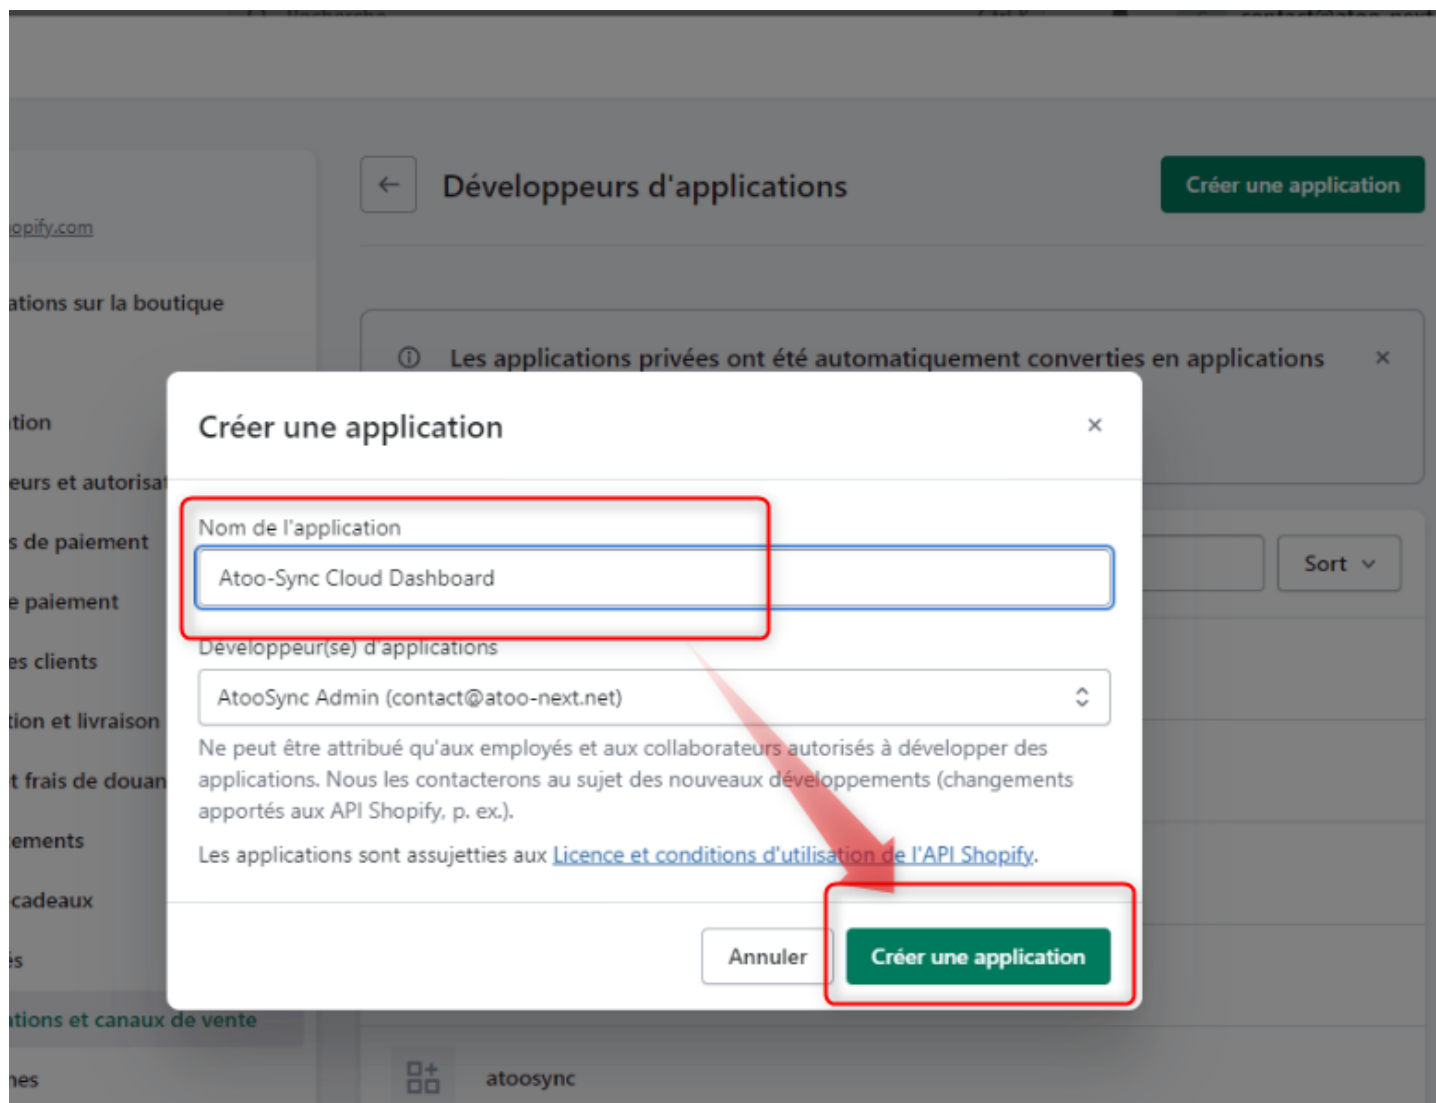 Développeurs d'applications
Créer une application
opify.com
ations sur la boutique
Les applications privées ont été automatiquement converties en applications
tion
eurs et autorisat
s de paiement
e paiement
es clients
tion et livraison
t frais de douan
ements
cadeaux
es
ations et canaux de vente
nes
Créer une application
Nom de l'application
Atoo-Sync Cloud Dashboard
Développeur(se) d'applications
AtooSync Admin (contact@atoo-next.net)
Ne peut être attribué qu'aux employés et aux collaborateurs autorisés à développer des
applications. Nous les contacterons au sujet des nouveaux développements (changements
apportés aux API Shopify, p. ex.).
Les applications sont assujetties aux Licence et conditions d'utilisation de l'API Shopify.
Annuler
Créer une application
Sort
atoosync